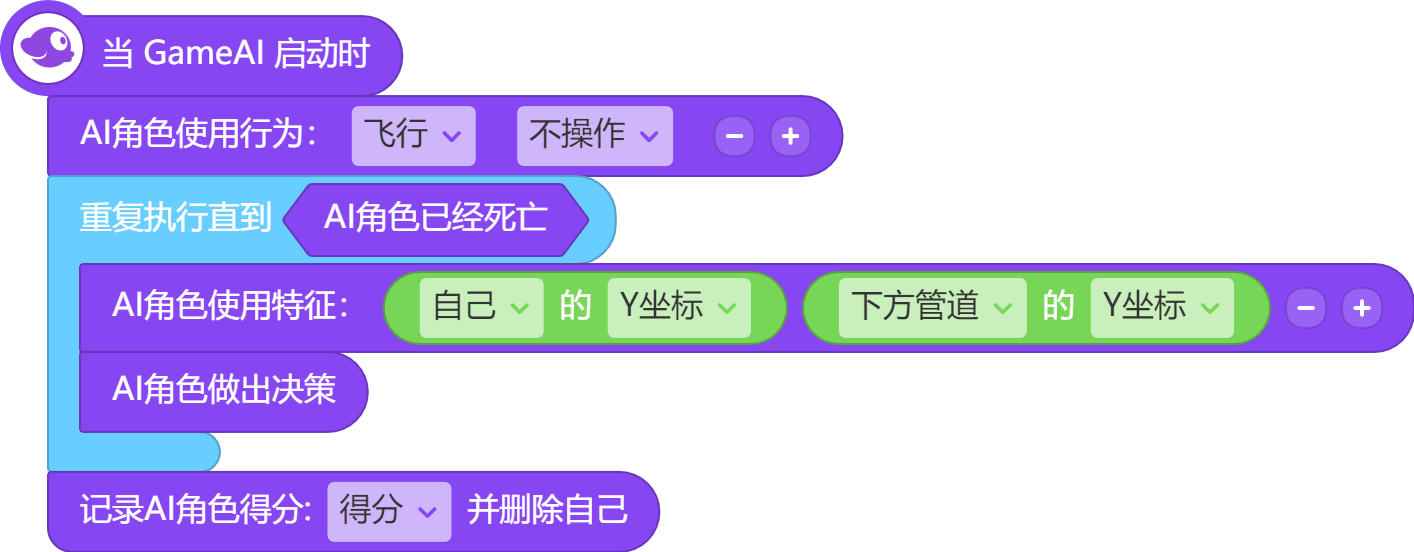 当 GameAI 启动时
AI角色使用行为： 飞行 不操作 − +
重复执行直到 AI角色已经死亡
AI角色使用特征： 自己 的 Y坐标 下方管道 的 Y坐标 − +
AI角色做出决策
记录AI角色得分: 得分 并删除自己